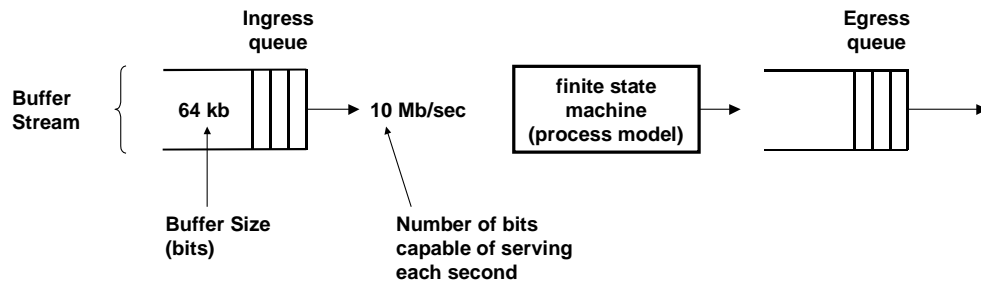 Ingress
queue
Egress
queue
Buffer
Stream
64 kb
10 Mb/sec
finite state
machine
(process model)
Buffer Size
(bits)
Number of bits
capable of serving
each second